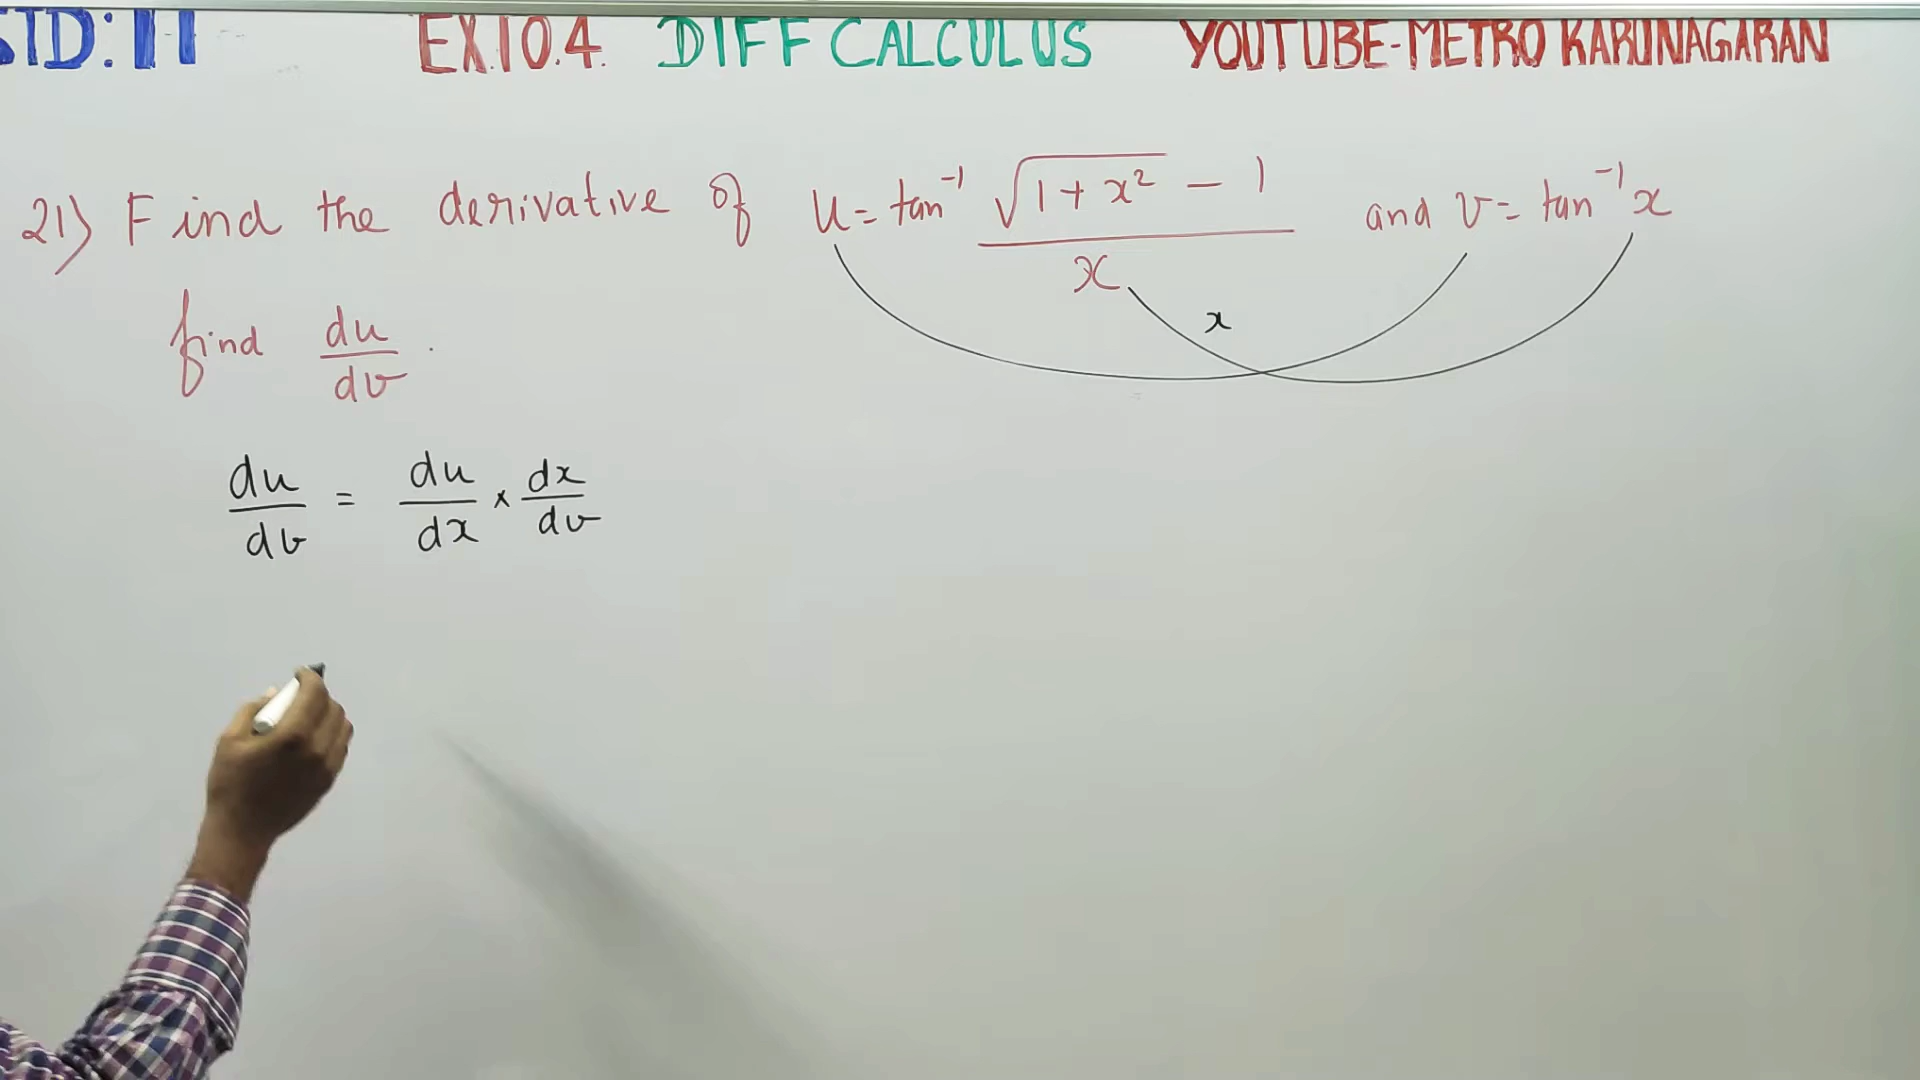 STD: 11 EX.10.4. DIFF CALCULUS YOUTUBE-METRO KARUNAGARAN
21) Find the derivative of u = tan⁻¹ (√(1+x²) − 1)/x and v = tan⁻¹x
x
find du/dv.
du/dv = du/dx × dx/dv